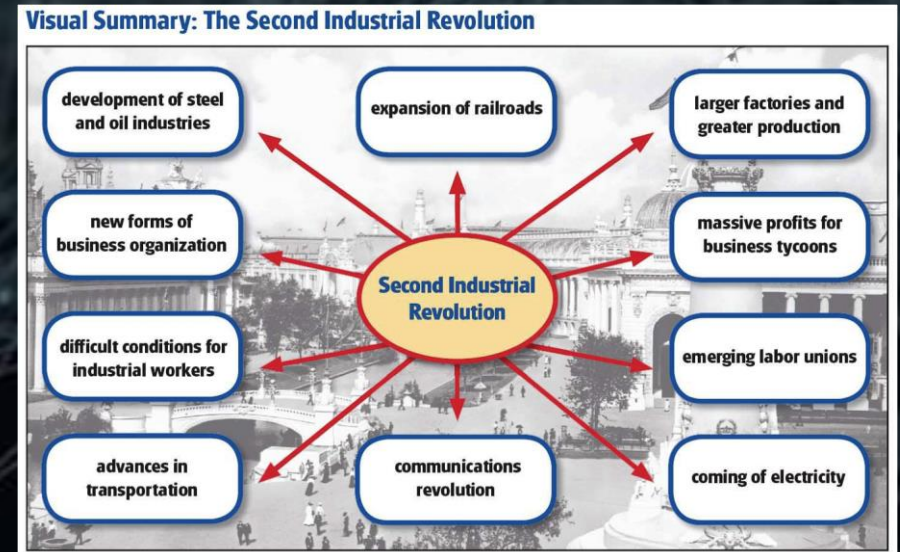 Visual Summary: The Second Industrial Revolution
development of steel
and oil industries
expansion of railroads
larger factories and
greater production
new forms of
business organization
massive profits for
business tycoons
Second Industrial
Revolution
difficult conditions for
industrial workers
emerging labor unions
advances in
transportation
communications
revolution
coming of electricity